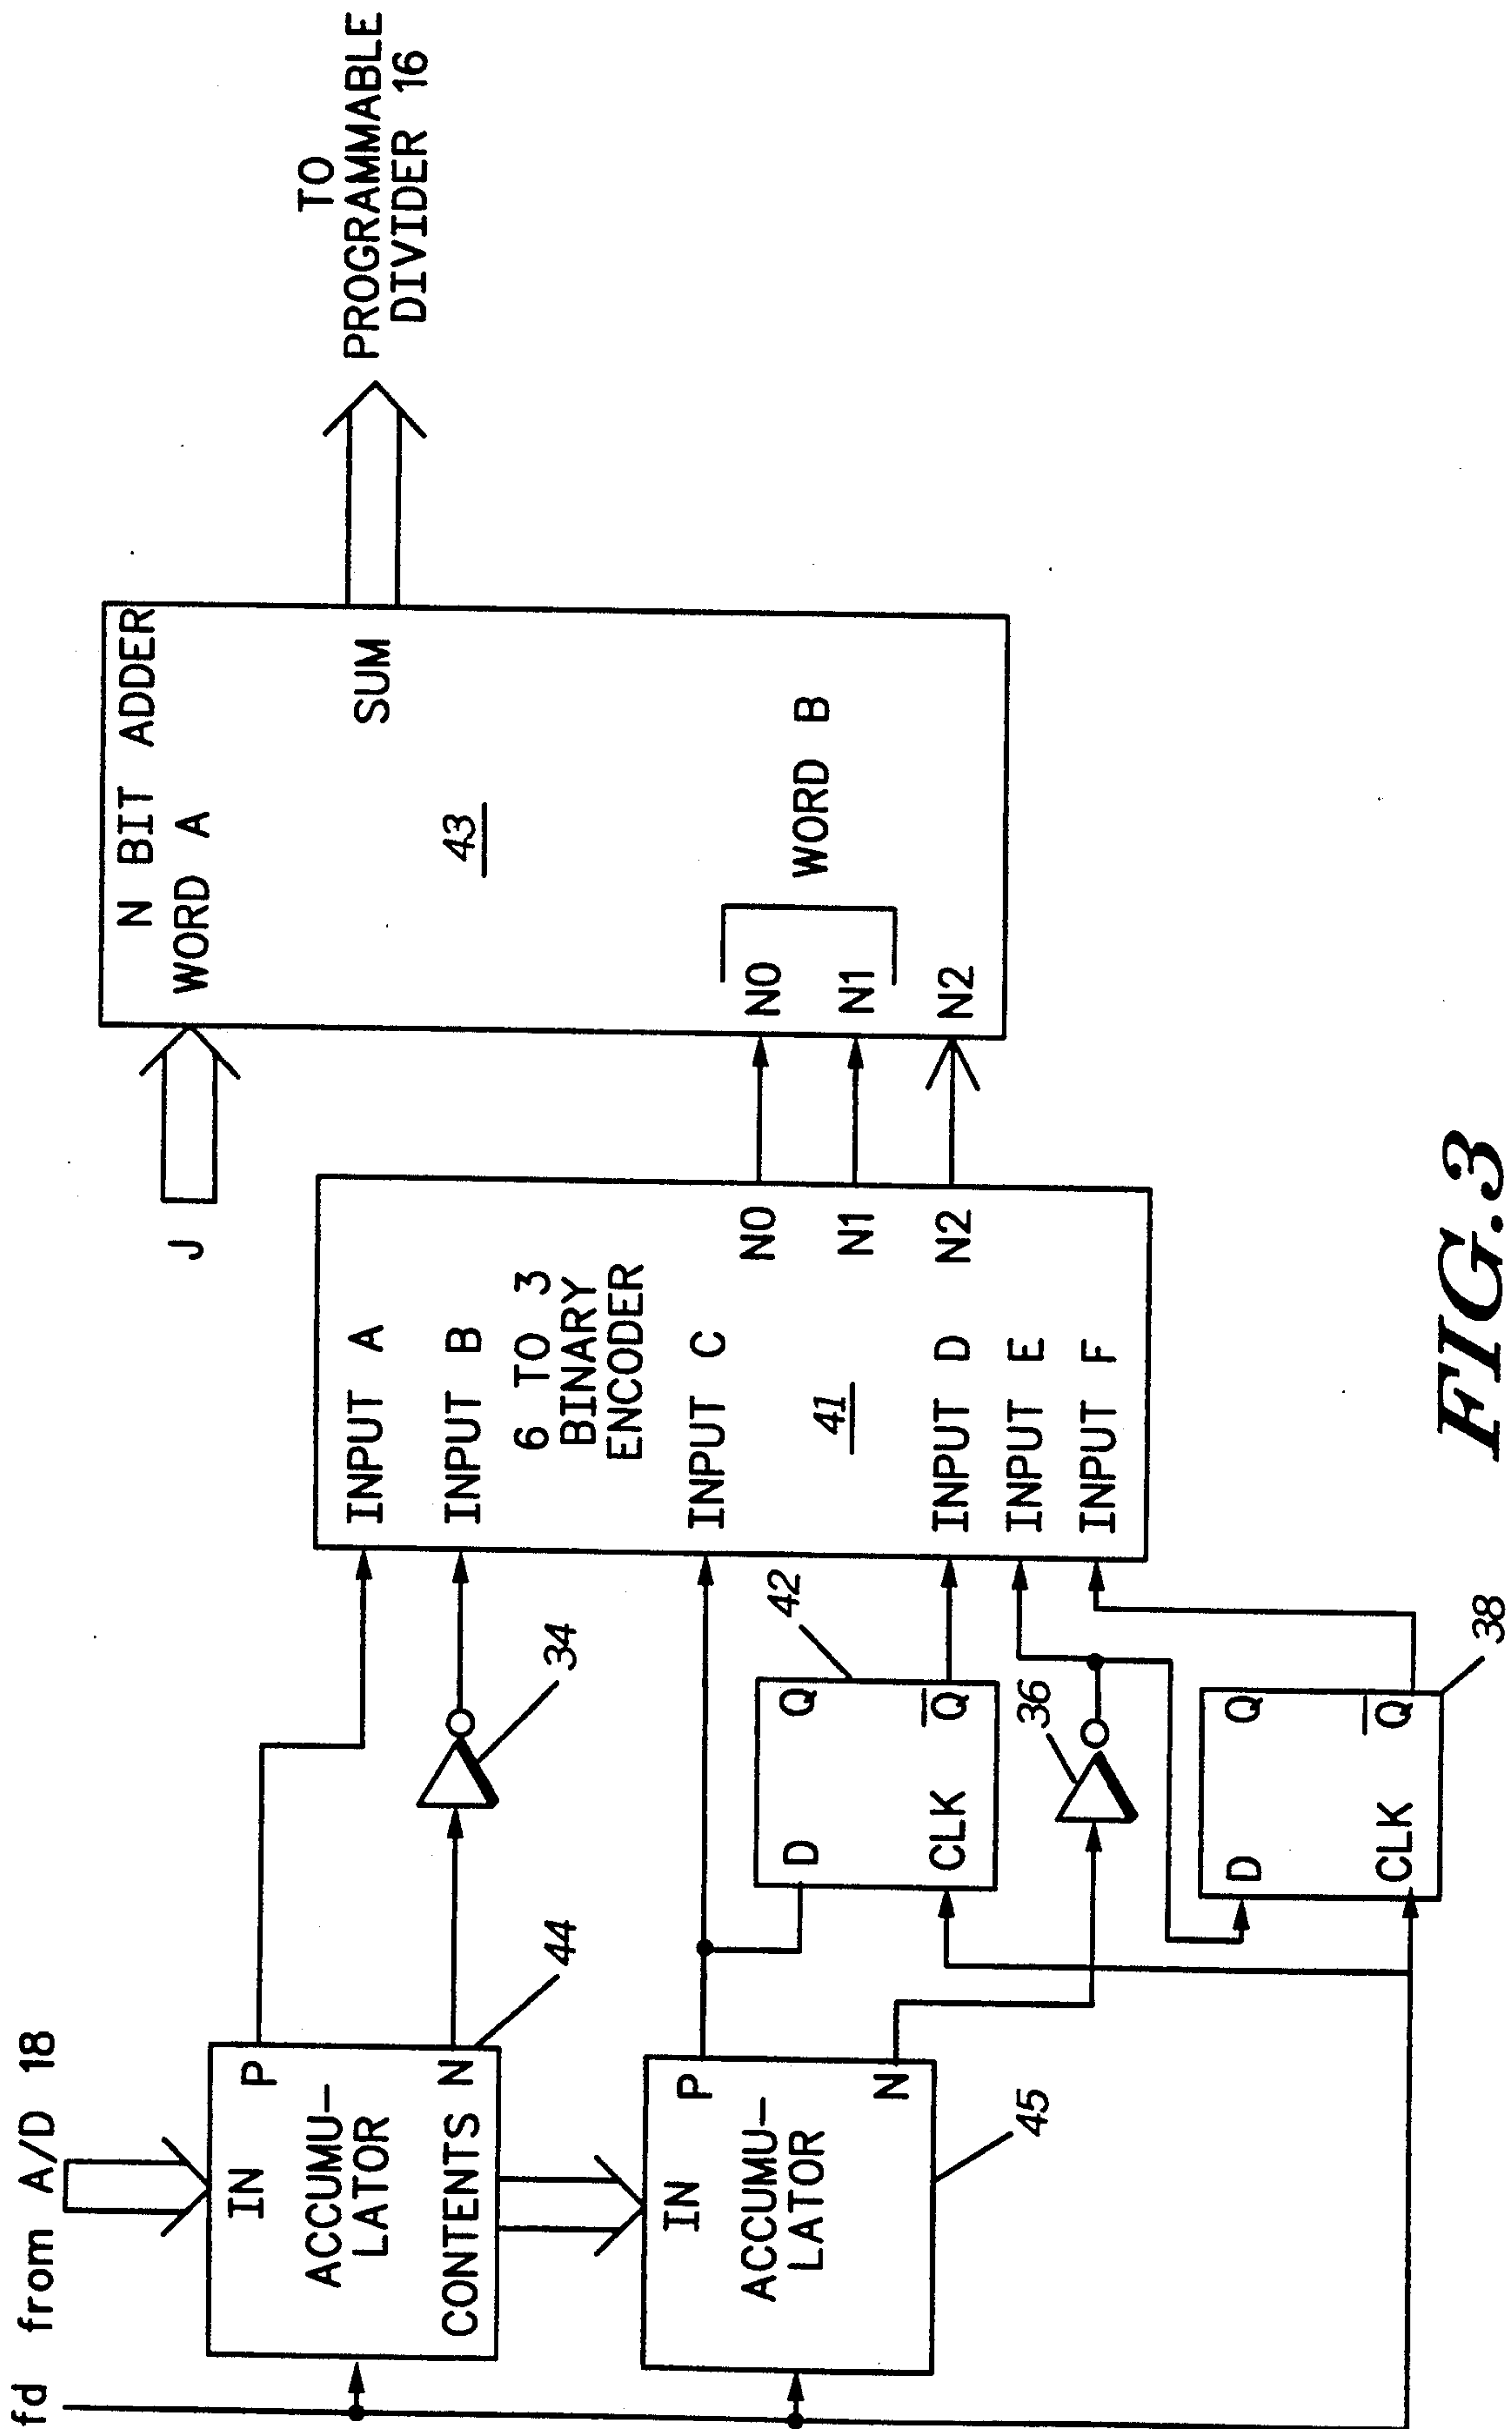 fd from A/D 18
IN
P
ACCUMU-
LATOR
CONTENTS N
44
34
IN
P
ACCUMU-
LATOR
N
45
D
Q
CLK
Q̅
42
36
D
Q
CLK
Q̅
38
INPUT A
INPUT B
6 TO 3
BINARY
ENCODER
INPUT C
41
INPUT D
INPUT E
INPUT F
N0
N1
N2
J
N BIT ADDER
WORD A
SUM
43
WORD B
N0
N1
N2
TO
PROGRAMMABLE
DIVIDER 16
FIG.3